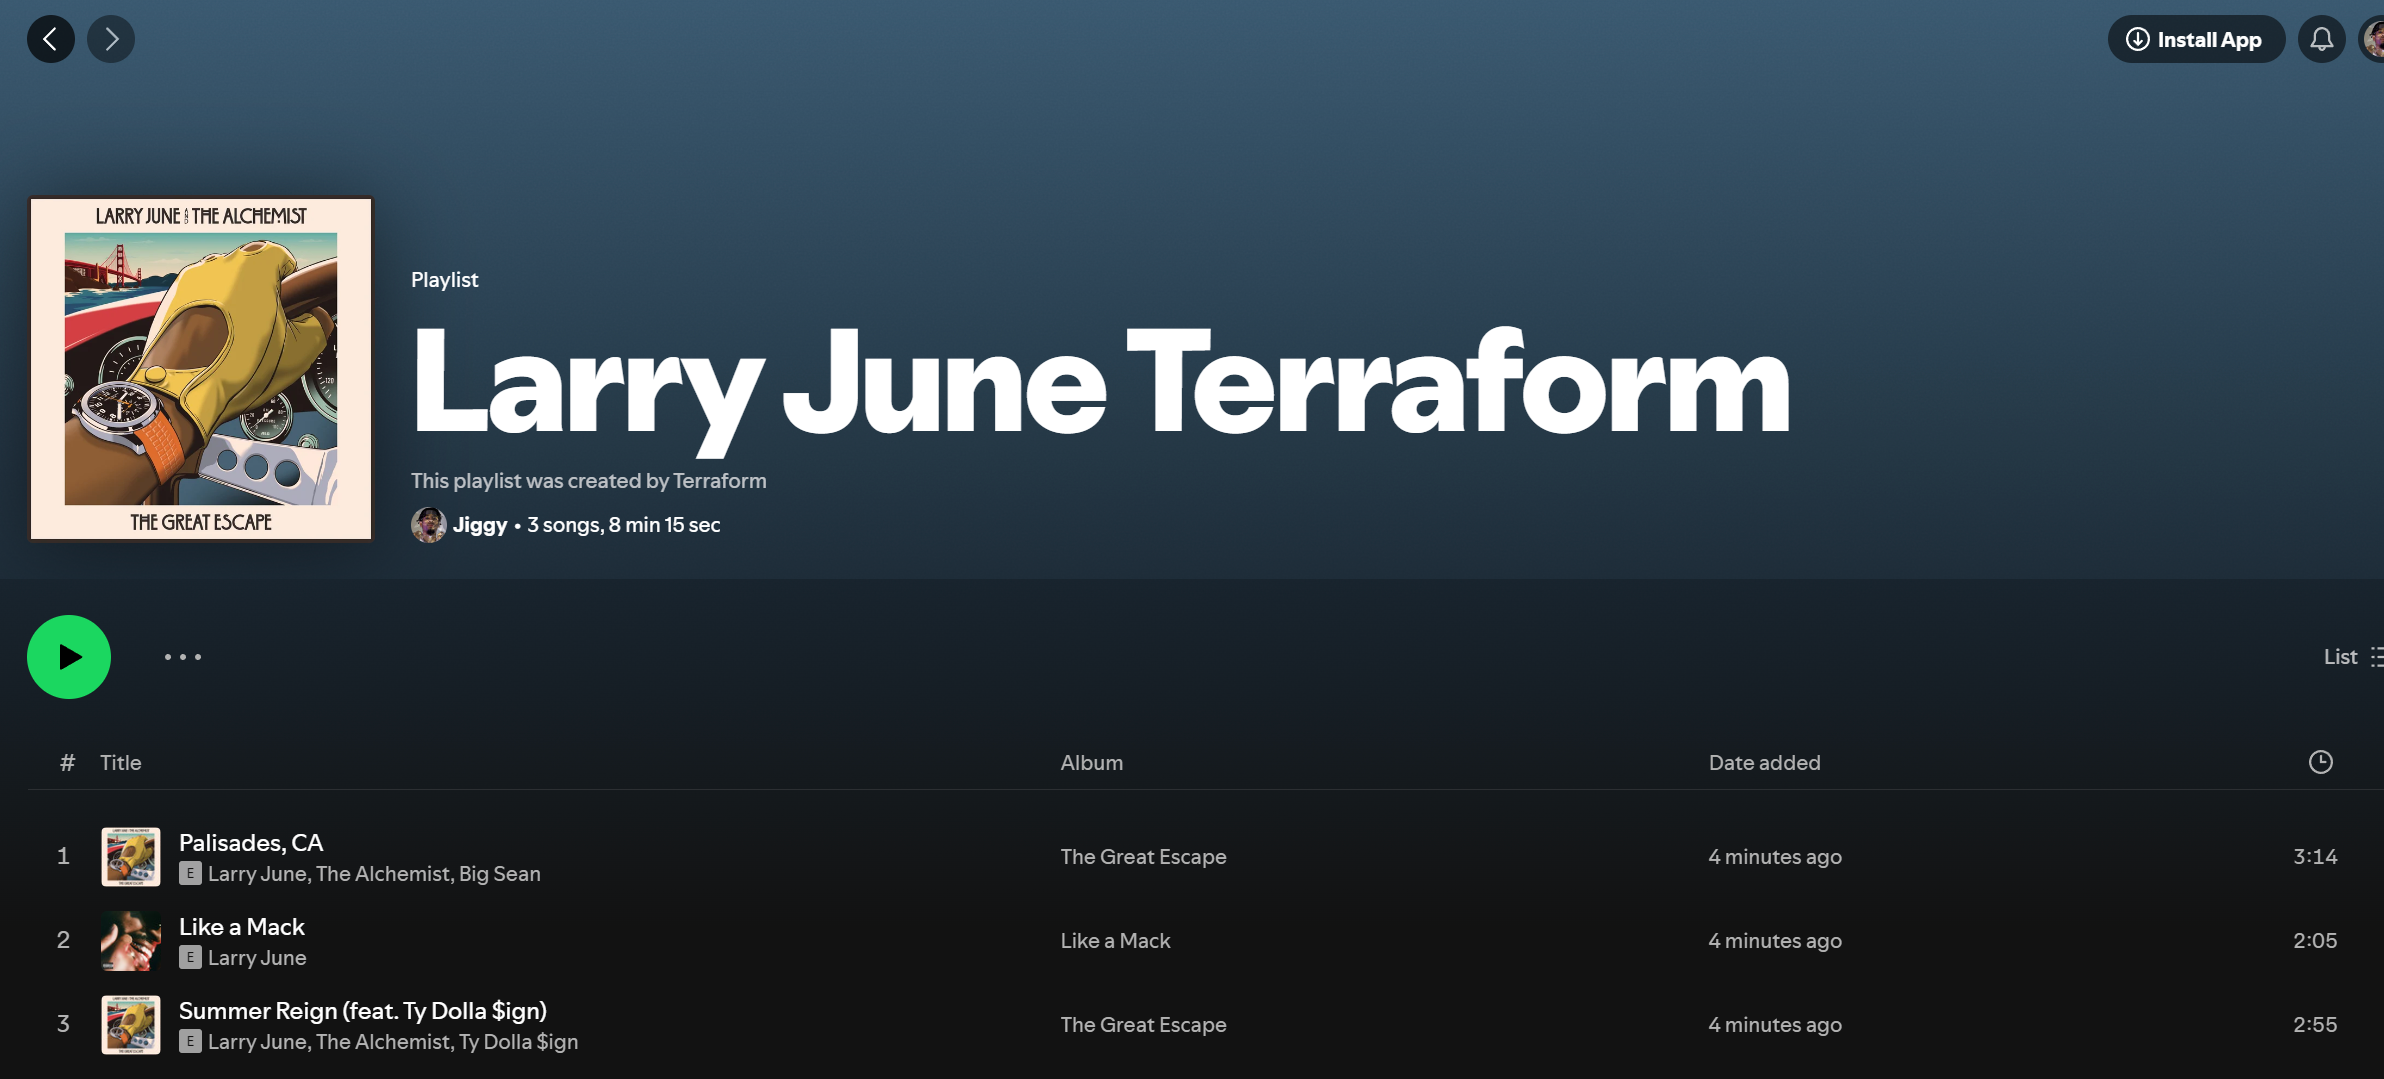 Install App
LARRY JUNE AND THE ALCHEMIST
THE GREAT ESCAPE
Playlist
Larry June Terraform
This playlist was created by Terraform
Jiggy • 3 songs, 8 min 15 sec
List
# Title Album Date added
1 Palisades, CA The Great Escape 4 minutes ago 3:14
E Larry June, The Alchemist, Big Sean
2 Like a Mack Like a Mack 4 minutes ago 2:05
E Larry June
3 Summer Reign (feat. Ty Dolla $ign) The Great Escape 4 minutes ago 2:55
E Larry June, The Alchemist, Ty Dolla $ign